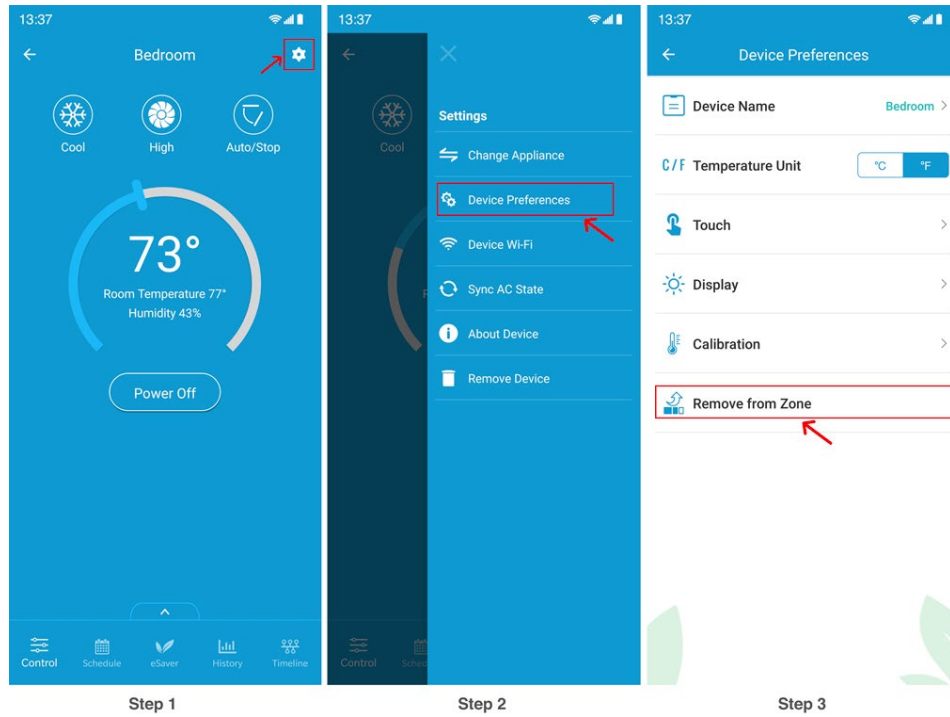 13:37
Bedroom
Cool
High
Auto/Stop
73°
Room Temperature 77°
Humidity 43%
Power Off
Control
Schedule
eSaver
History
Timeline
Step 1
13:37
Cool
Settings
Change Appliance
Device Preferences
Device Wi-Fi
Sync AC State
About Device
Remove Device
R
Control
Sched
Step 2
13:37
Device Preferences
Device Name
Bedroom
C/F Temperature Unit
°C
°F
Touch
Display
Calibration
Remove from Zone
Step 3